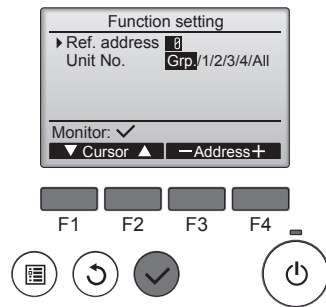 Function setting
Ref. address 0
Unit No. Grp./1/2/3/4/All
Monitor: ✓
▼ Cursor ▲ −Address+
F1 F2 F3 F4